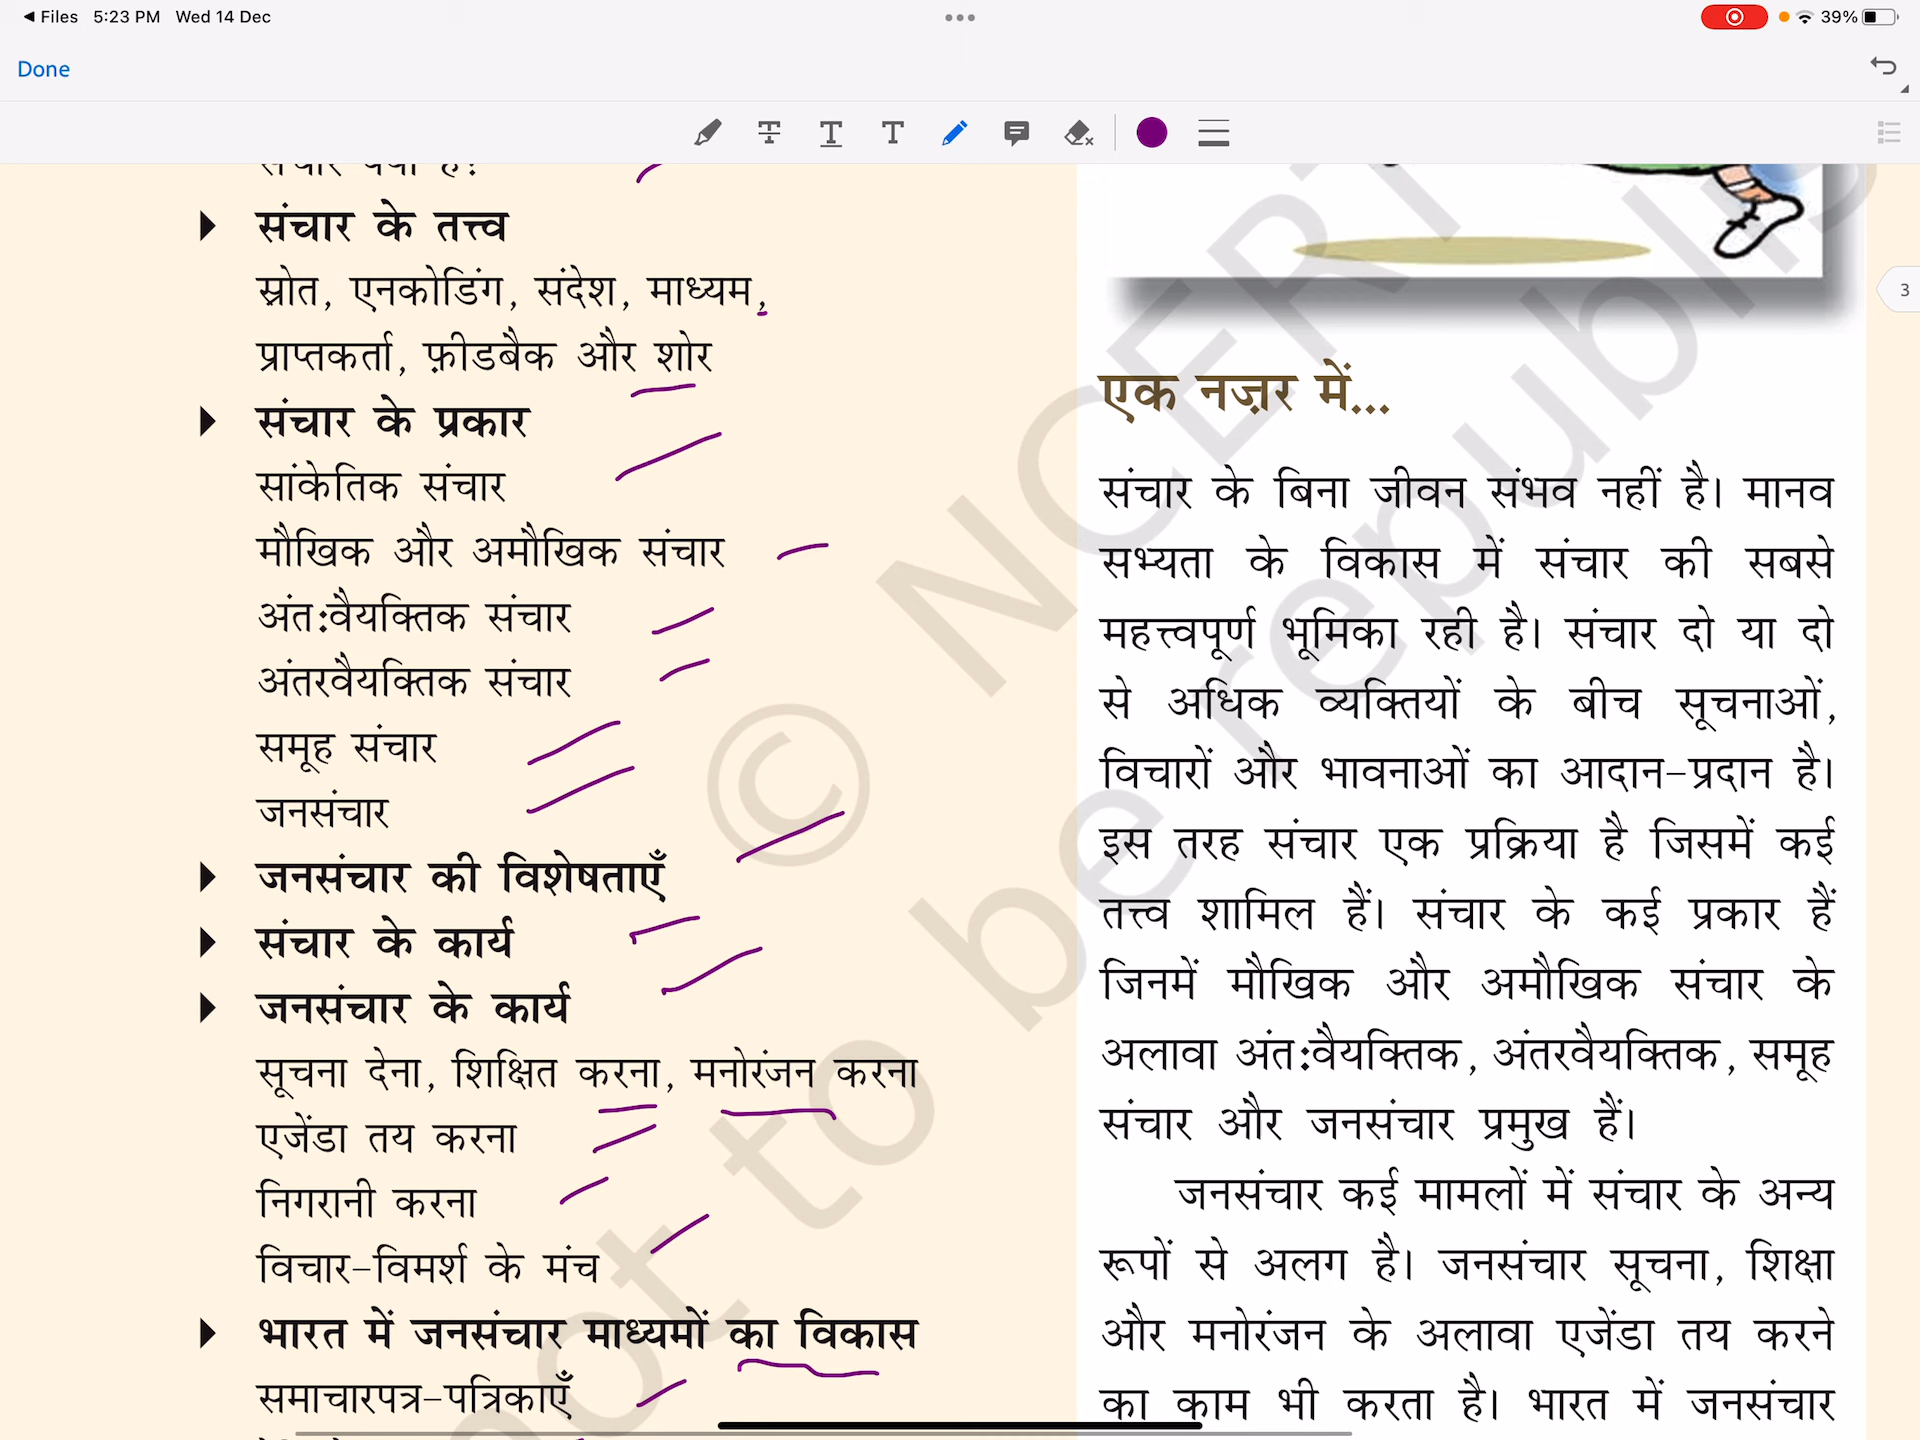 Files 5:23 PM Wed 14 Dec
39%
Done
संचार क्या है?
संचार के तत्त्व
स्रोत, एनकोडिंग, संदेश, माध्यम,
प्राप्तकर्ता, फ़ीडबैक और शोर
संचार के प्रकार
सांकेतिक संचार
मौखिक और अमौखिक संचार
अंत:वैयक्तिक संचार
अंतरवैयक्तिक संचार
समूह संचार
जनसंचार
जनसंचार की विशेषताएँ
संचार के कार्य
जनसंचार के कार्य
सूचना देना, शिक्षित करना, मनोरंजन करना
एजेंडा तय करना
निगरानी करना
विचार-विमर्श के मंच
भारत में जनसंचार माध्यमों का विकास
समाचारपत्र-पत्रिकाएँ
3
एक नज़र में...
संचार के बिना जीवन संभव नहीं है। मानव
सभ्यता के विकास में संचार की सबसे
महत्त्वपूर्ण भूमिका रही है। संचार दो या दो
से अधिक व्यक्तियों के बीच सूचनाओं,
विचारों और भावनाओं का आदान-प्रदान है।
इस तरह संचार एक प्रक्रिया है जिसमें कई
तत्त्व शामिल हैं। संचार के कई प्रकार हैं
जिनमें मौखिक और अमौखिक संचार के
अलावा अंत:वैयक्तिक, अंतरवैयक्तिक, समूह
संचार और जनसंचार प्रमुख हैं।
जनसंचार कई मामलों में संचार के अन्य
रूपों से अलग है। जनसंचार सूचना, शिक्षा
और मनोरंजन के अलावा एजेंडा तय करने
का काम भी करता है। भारत में जनसंचार
© NCERT
not to be republis